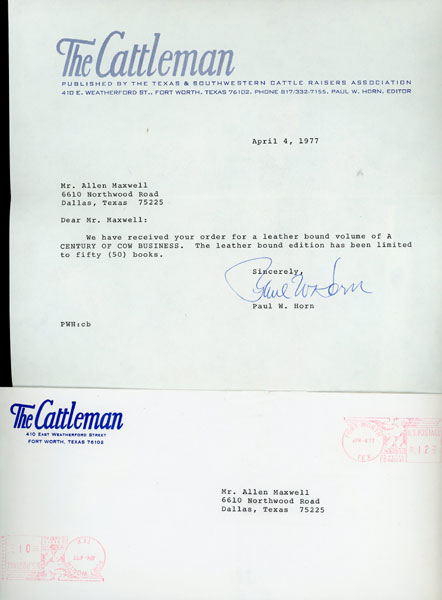 The Cattleman
PUBLISHED BY THE TEXAS & SOUTHWESTERN CATTLE RAISERS ASSOCIATION
410 E. WEATHERFORD ST., FORT WORTH, TEXAS 76102, PHONE 817/332-7155, PAUL W. HORN, EDITOR
April 4, 1977
Mr. Allen Maxwell
6610 Northwood Road
Dallas, Texas 75225
Dear Mr. Maxwell:
We have received your order for a leather bound volume of A
CENTURY OF COW BUSINESS. The leather bound edition has been limited
to fifty (50) books.
Sincerely,
Paul W. Horn
Paul W. Horn
PWH:cb
The Cattleman
410 EAST WEATHERFORD STREET
FORT WORTH, TEXAS 76102
Mr. Allen Maxwell
6610 Northwood Road
Dallas, Texas 75225